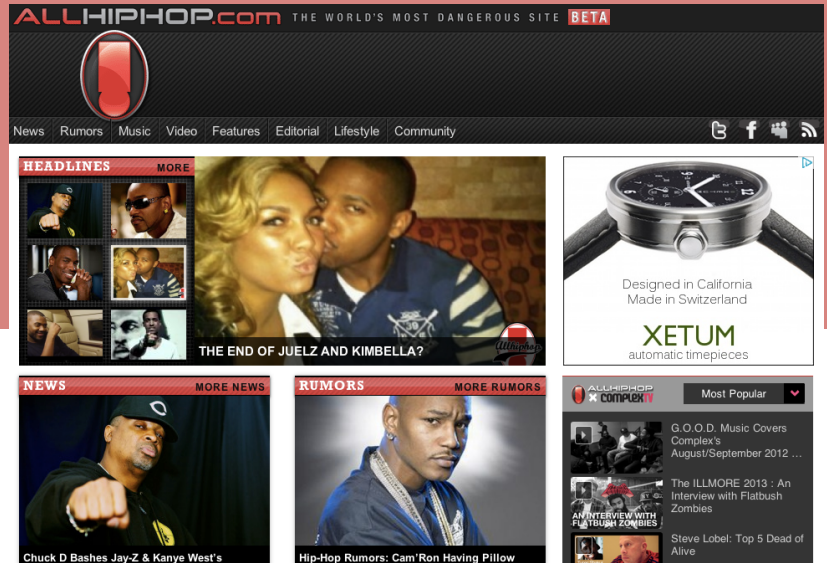 ALLHIPHOP.com THE WORLD'S MOST DANGEROUS SITE BETA
News Rumors Music Video Features Editorial Lifestyle Community
HEADLINES MORE
THE END OF JUELZ AND KIMBELLA?
Allhiphop
Designed in California
Made in Switzerland
XETUM
automatic timepieces
NEWS MORE NEWS
Chuck D Bashes Jay-Z & Kanye West's
RUMORS MORE RUMORS
Hip-Hop Rumors: Cam'Ron Having Pillow
ALLHIPHOP
X COMPLEXTV
Most Popular
G.O.O.D. Music Covers
Complex's
August/September 2012 ...
AN INTERVIEW WITH
FLATBUSH ZOMBIES
The ILLMORE 2013 : An
Interview with Flatbush
Zombies
Steve Lobel: Top 5 Dead of
Alive